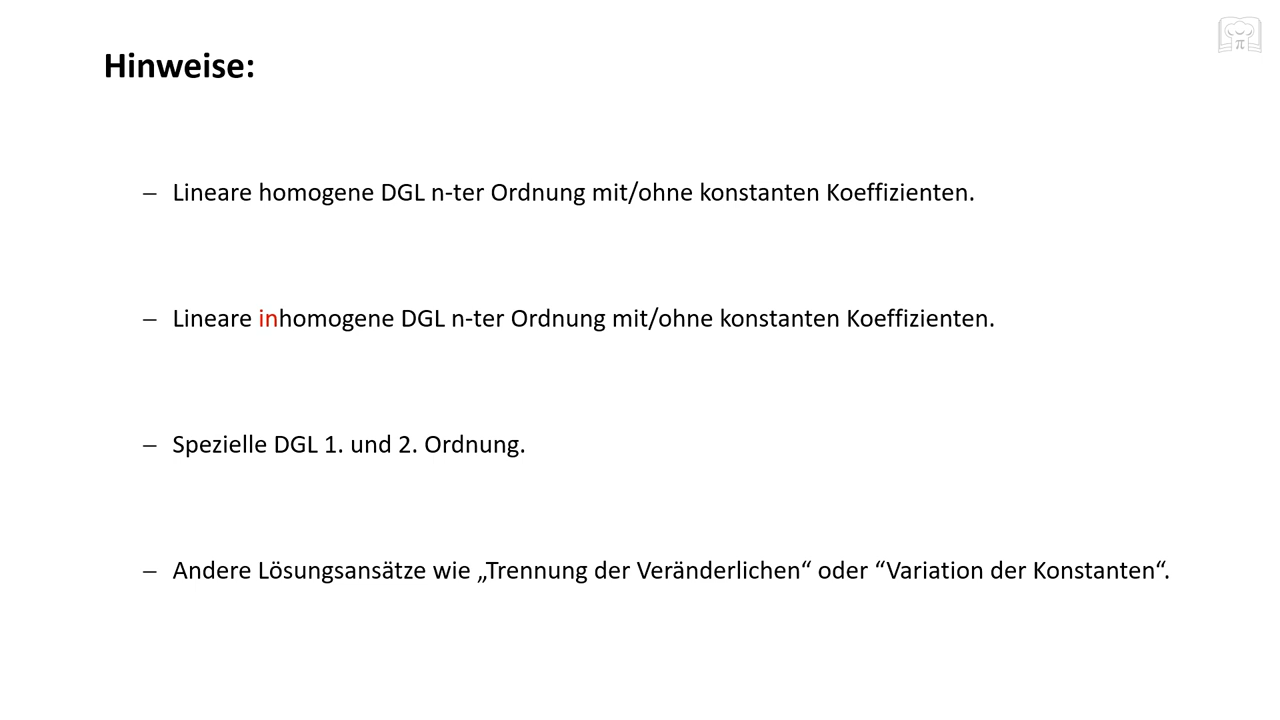 Hinweise:
– Lineare homogene DGL n-ter Ordnung mit/ohne konstanten Koeffizienten.
– Lineare inhomogene DGL n-ter Ordnung mit/ohne konstanten Koeffizienten.
– Spezielle DGL 1. und 2. Ordnung.
– Andere Lösungsansätze wie „Trennung der Veränderlichen“ oder “Variation der Konstanten“.
π